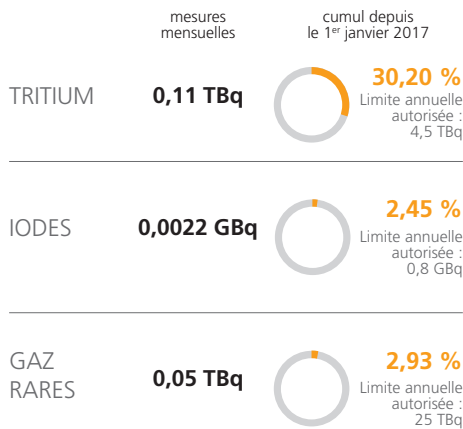 mesures
mensuelles
cumul depuis
le 1er janvier 2017
TRITIUM
0,11 TBq
30,20 %
Limite annuelle
autorisée :
4,5 TBq
IODES
0,0022 GBq
2,45 %
Limite annuelle
autorisée :
0,8 GBq
GAZ
RARES
0,05 TBq
2,93 %
Limite annuelle
autorisée :
25 TBq